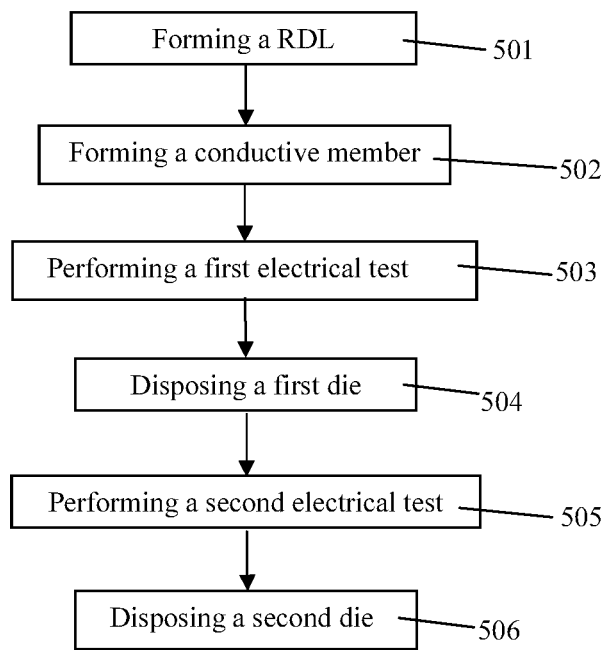 Forming a RDL
501
Forming a conductive member
502
Performing a first electrical test
503
Disposing a first die
504
Performing a second electrical test
505
Disposing a second die
506